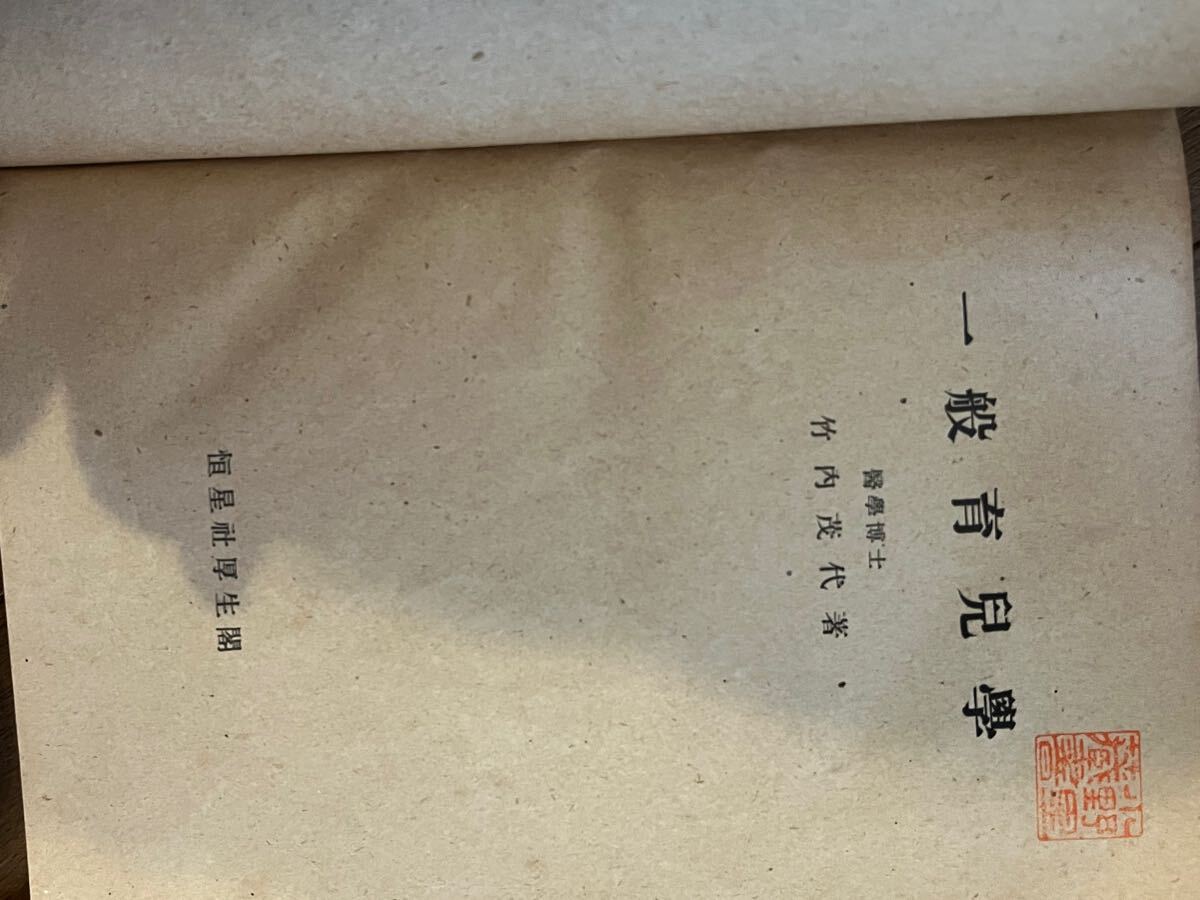 一般育兒學
醫學博士
竹内茂代著
恒星社厚生閣